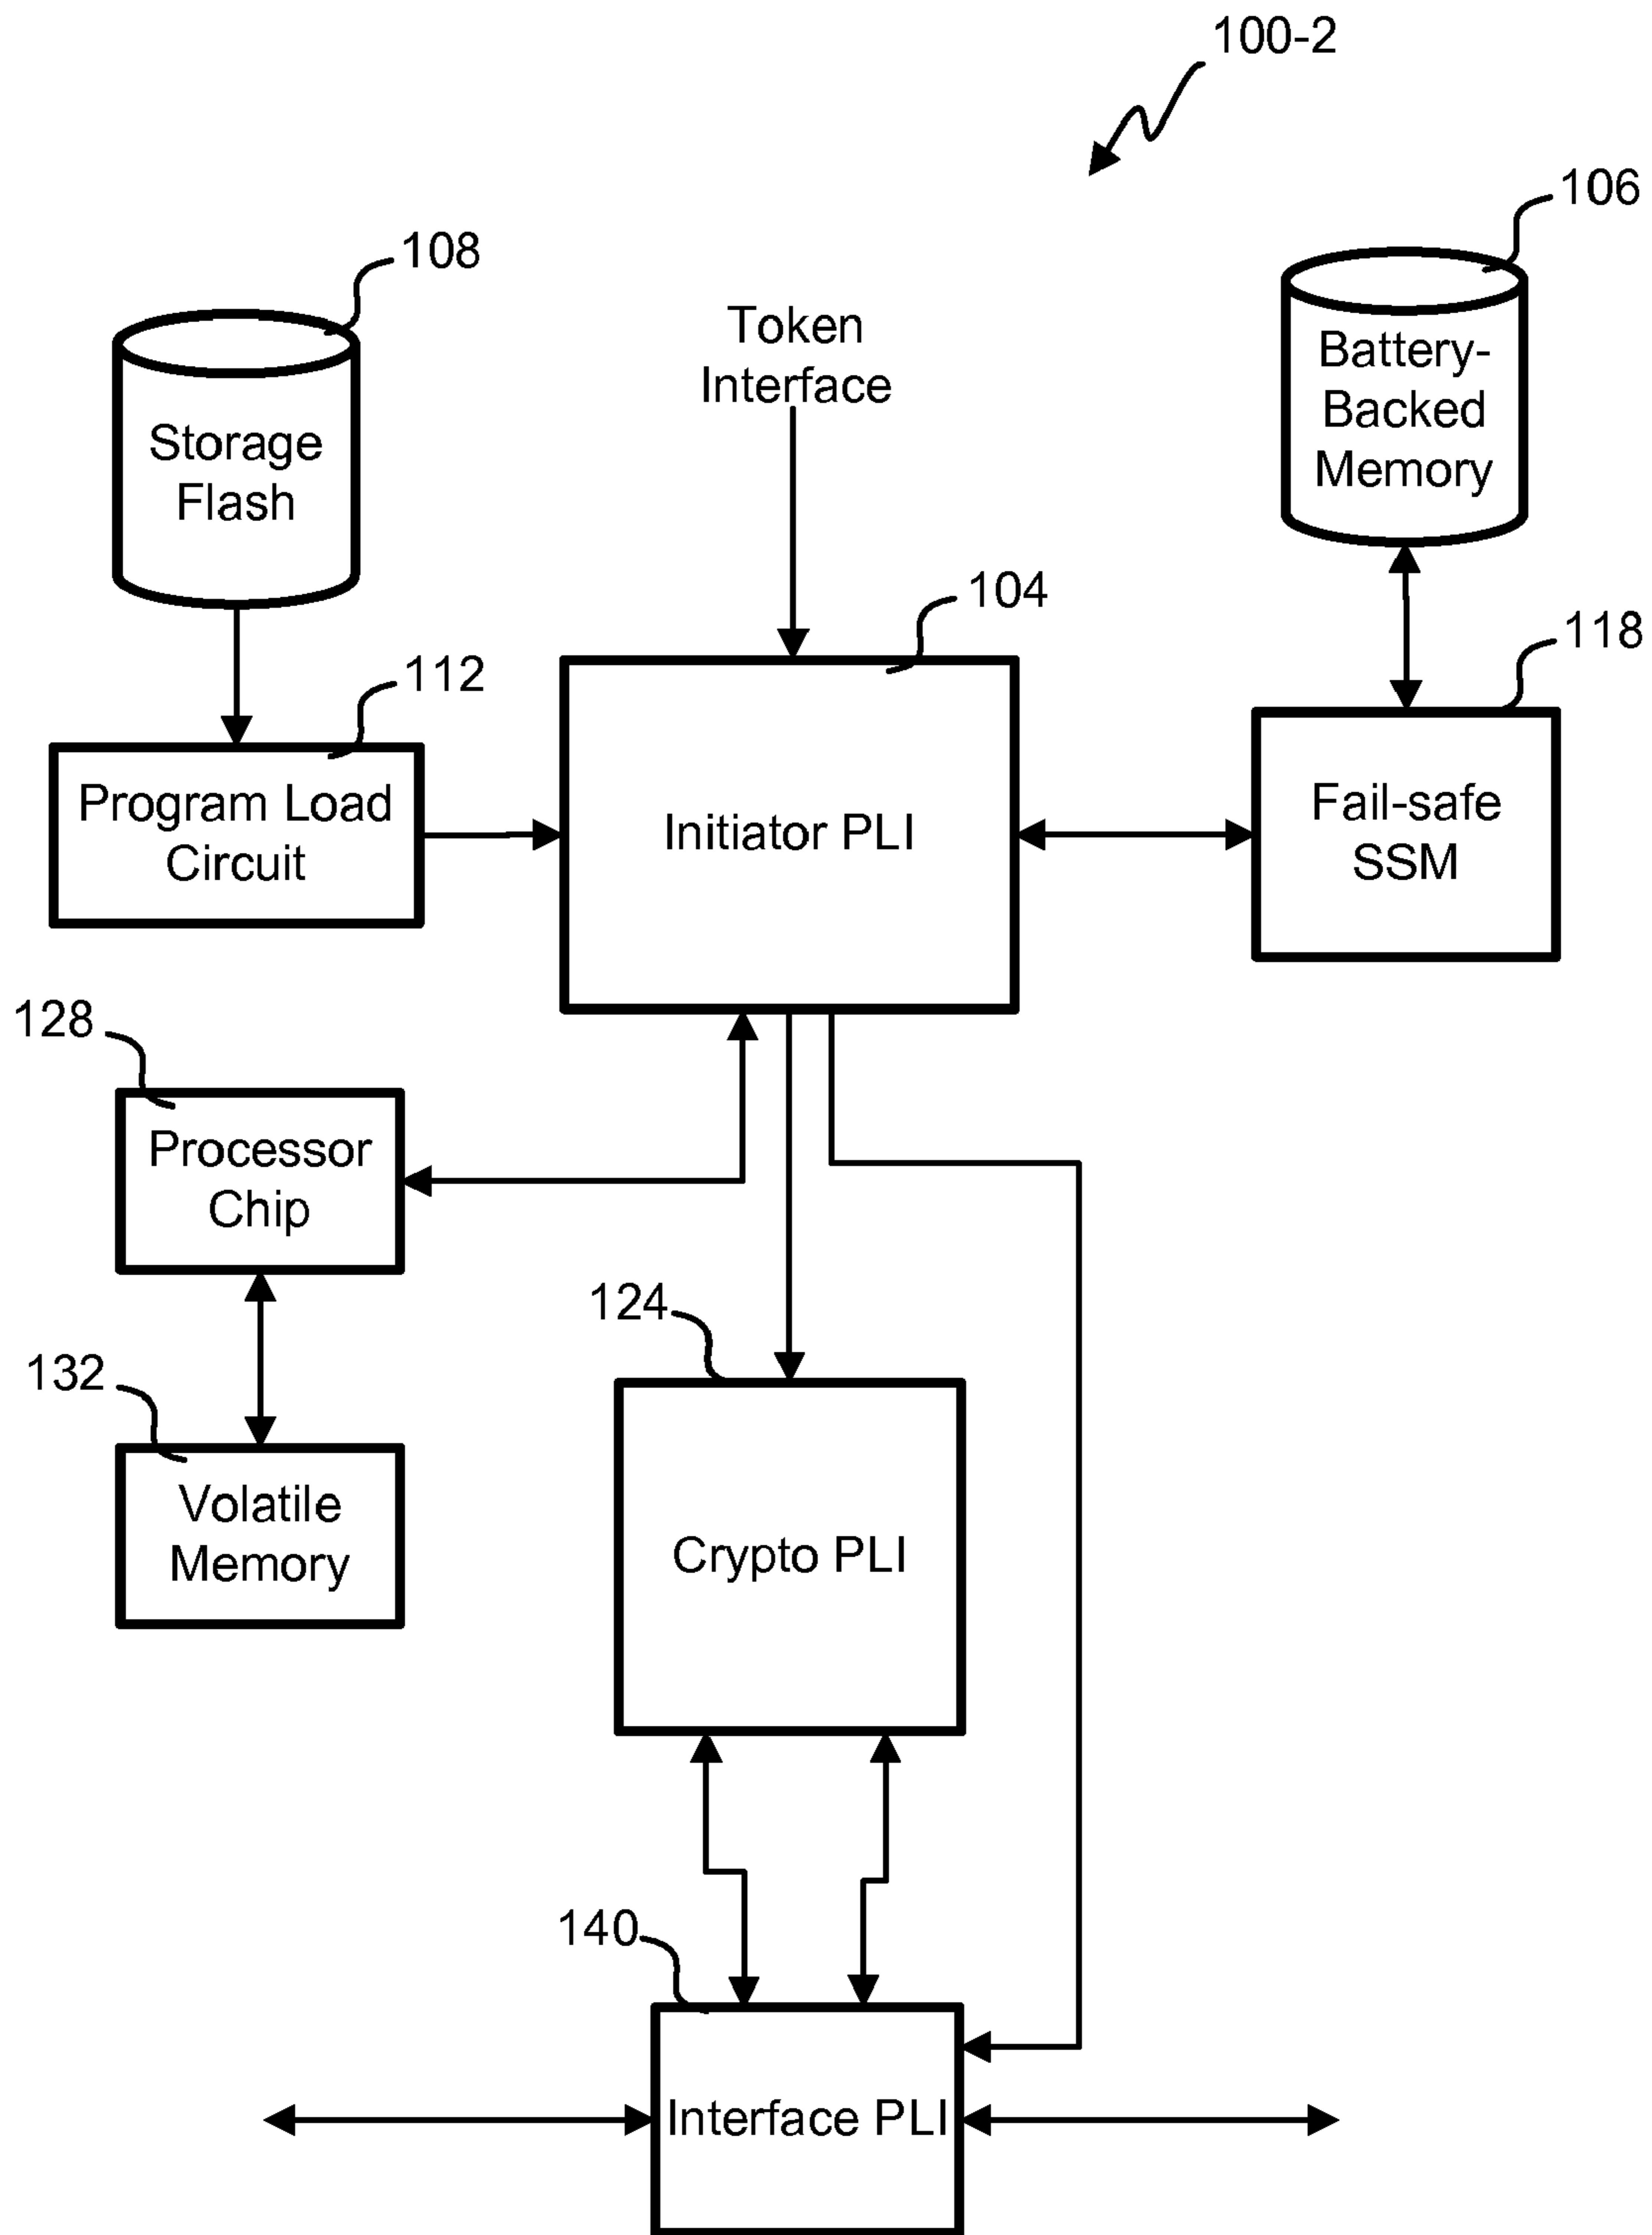 100-2
106
108
Token
Interface
Battery-
Backed
Memory
Storage
Flash
104
118
112
Program Load
Circuit
Initiator PLI
Fail-safe
SSM
128
Processor
Chip
124
132
Volatile
Memory
Crypto PLI
140
Interface PLI